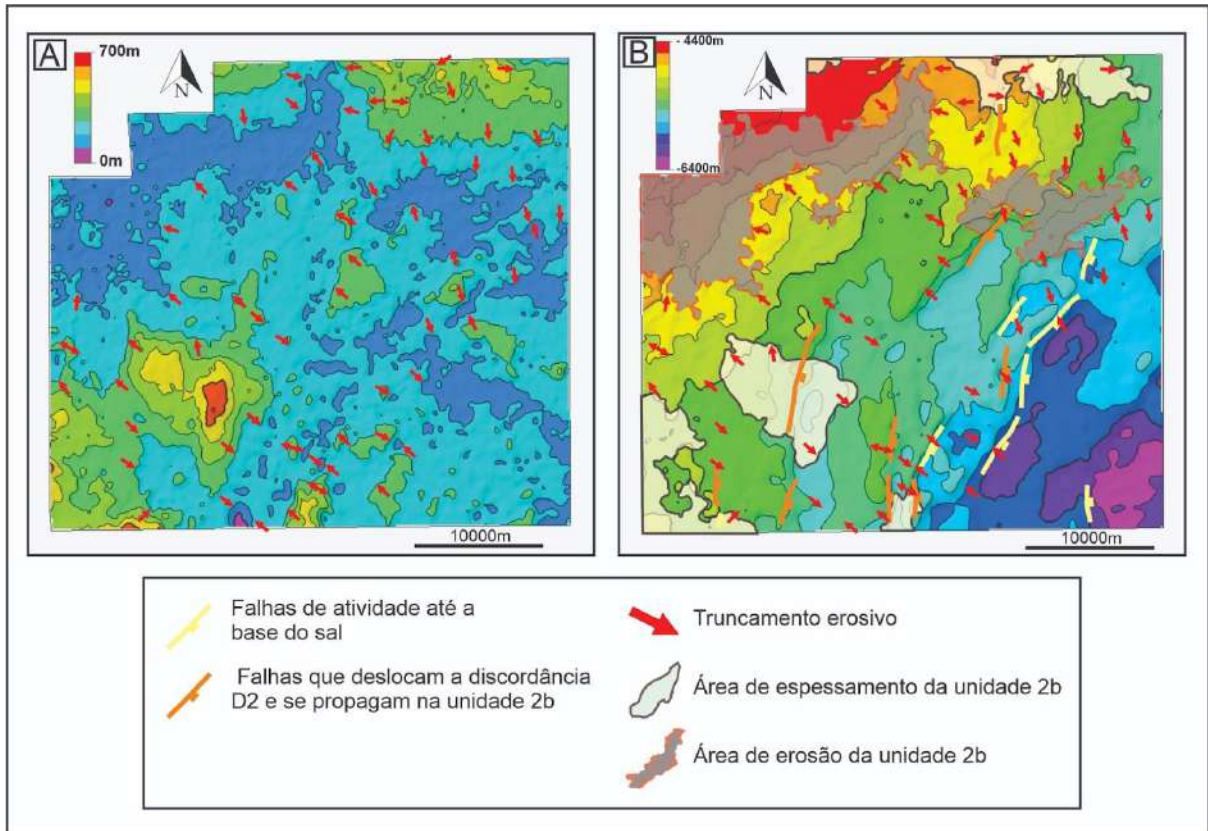 A
700m
0m
N
10000m
B
- 4400m
-6400m
N
10000m
Falhas de atividade até a
base do sal
Falhas que deslocam a discordância
D2 e se propagam na unidade 2b
Truncamento erosivo
Área de espessamento da unidade 2b
Área de erosão da unidade 2b